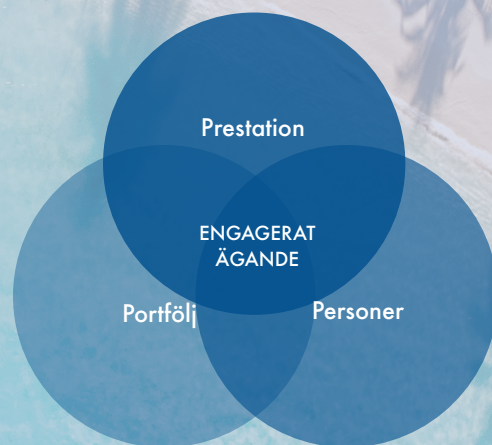 Prestation
ENGAGERAT
ÄGANDE
Portfölj
Personer